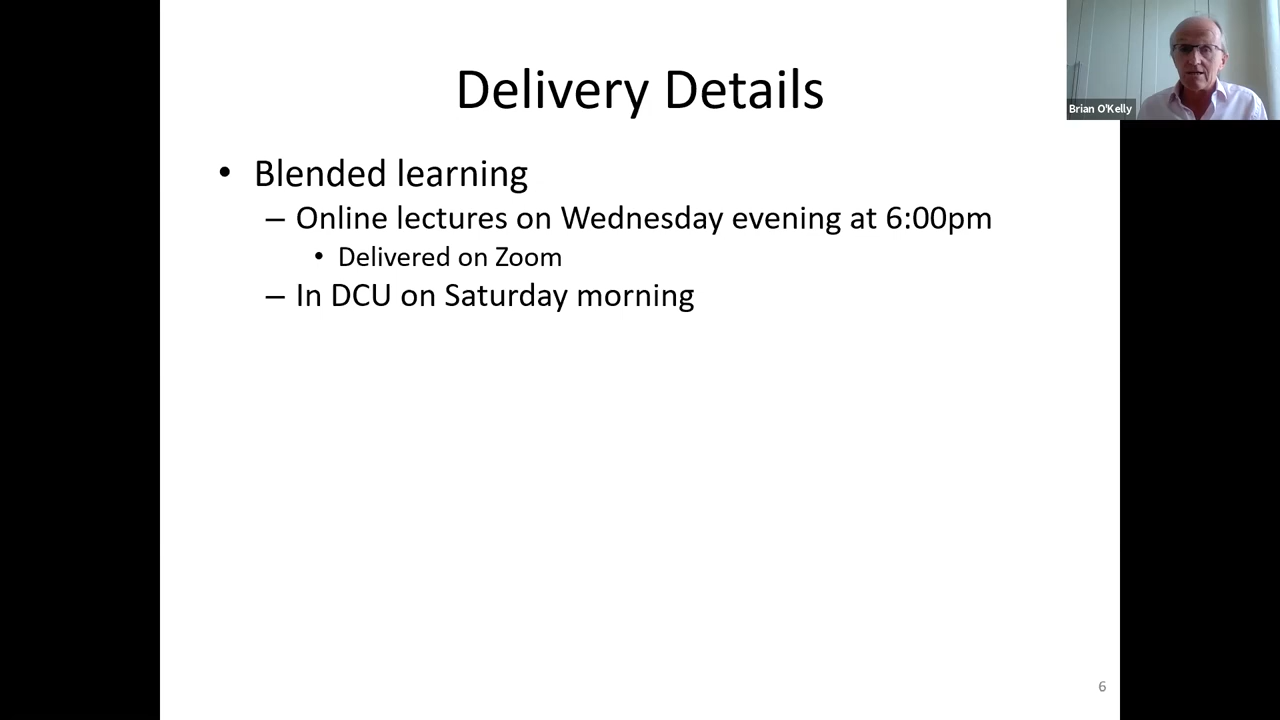 Delivery Details
Brian O'Kelly
• Blended learning
– Online lectures on Wednesday evening at 6:00pm
• Delivered on Zoom
– In DCU on Saturday morning
6